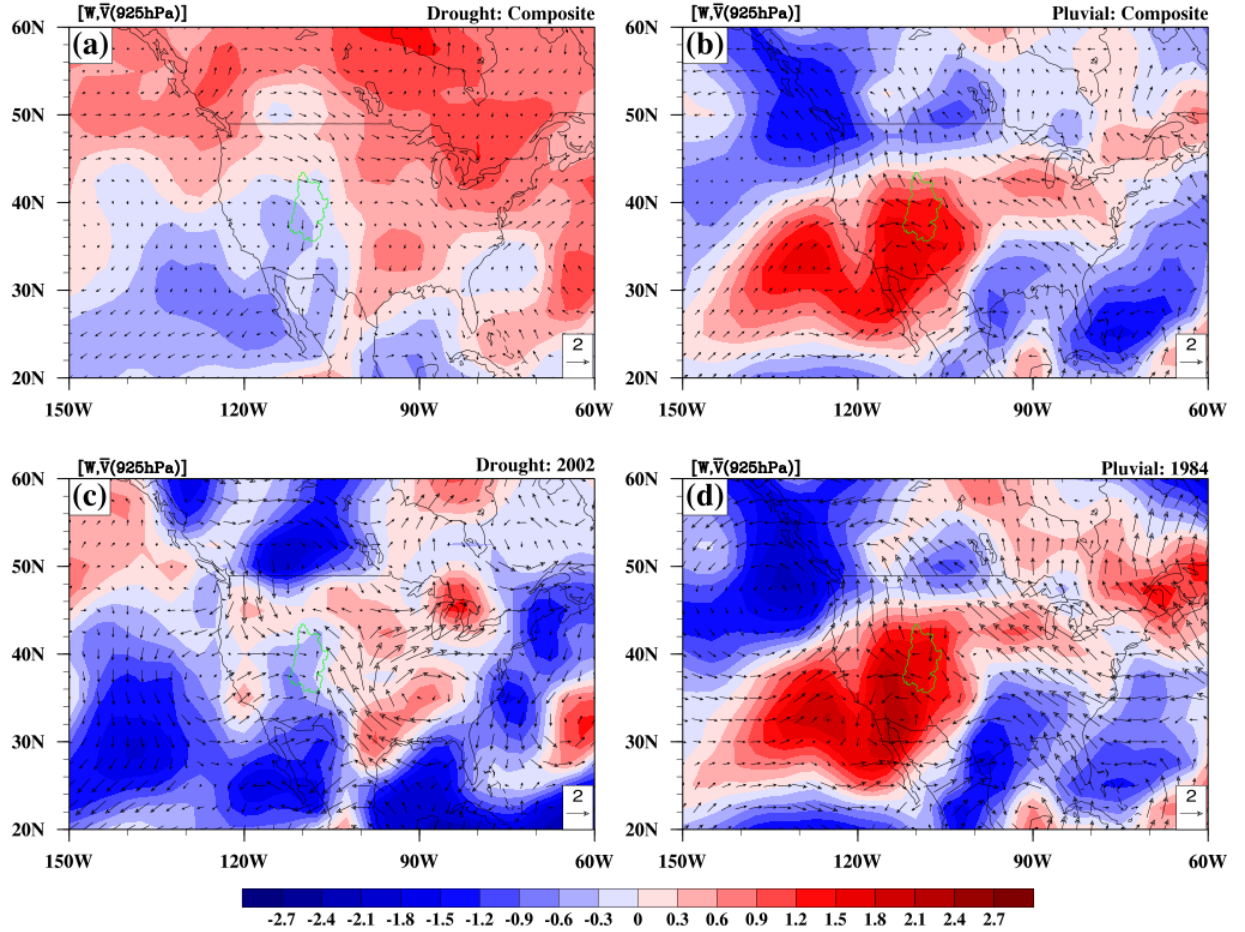 [W,V̅(925hPa)] Drought: Composite
[W,V̅(925hPa)] Pluvial: Composite
60N (a)
50N
40N
30N
20N
2
150W 120W 90W 60W
60N (b)
50N
40N
30N
20N
2
150W 120W 90W 60W
[W,V̅(925hPa)] Drought: 2002
[W,V̅(925hPa)] Pluvial: 1984
60N (c)
50N
40N
30N
20N
2
150W 120W 90W 60W
60N (d)
50N
40N
30N
20N
2
150W 120W 90W 60W
-2.7 -2.4 -2.1 -1.8 -1.5 -1.2 -0.9 -0.6 -0.3 0 0.3 0.6 0.9 1.2 1.5 1.8 2.1 2.4 2.7